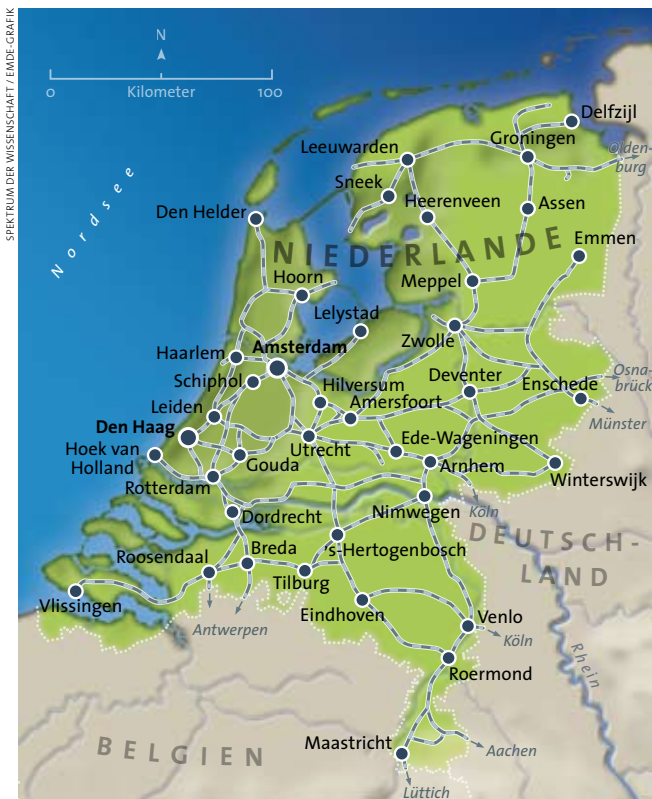 SPEKTRUM DER WISSENSCHAFT / EMDE-GRAFIK
N
0
Kilometer
100
Nordsee
Delfzijl
Groningen
Leeuwarden
Olden-
burg
Sneek
Heerenveen
Assen
Den Helder
Emmen
NIEDERLANDE
Hoorn
Meppel
Lelystad
Zwolle
Haarlem
Amsterdam
Schiphol
Hilversum
Deventer
Osna-
brück
Enschede
Amersfoort
Leiden
Münster
Den Haag
Utrecht
Ede-Wageningen
Hoek van
Holland
Gouda
Arnhem
Winterswijk
Rotterdam
Nimwegen
Köln
Dordrecht
DEUTSCH-
LAND
Roosendaal
Breda
's-Hertogenbosch
Tilburg
Vlissingen
Eindhoven
Antwerpen
Venlo
Köln
Rhein
Roermond
BELGIEN
Maastricht
Aachen
Lüttich